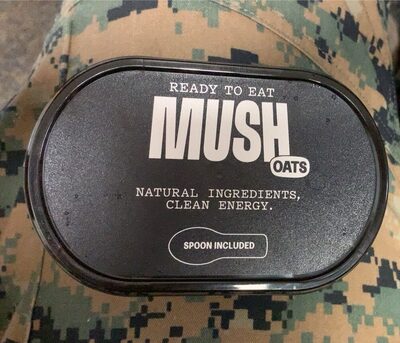 READY TO EAT
MUSH
OATS
NATURAL INGREDIENTS,
CLEAN ENERGY.
SPOON INCLUDED